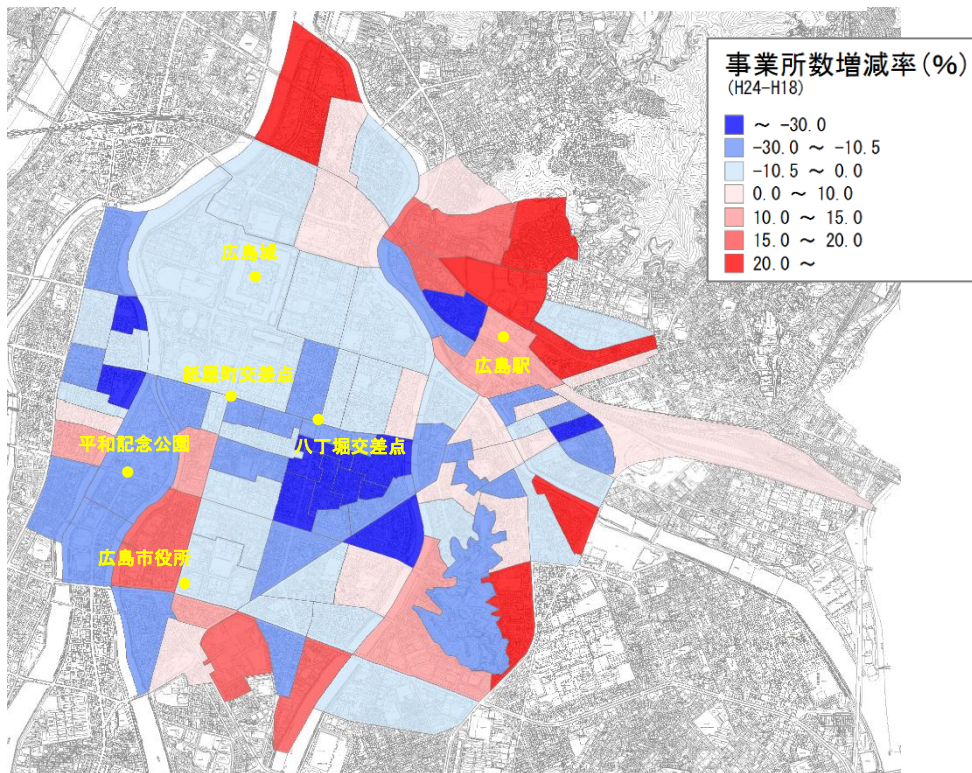 事業所数増減率(%)
(H24-H18)
～ -30.0
-30.0 ～ -10.5
-10.5 ～ 0.0
0.0 ～ 10.0
10.0 ～ 15.0
15.0 ～ 20.0
20.0 ～
広島城
広島駅
紙屋町交差点
八丁堀交差点
平和記念公園
広島市役所